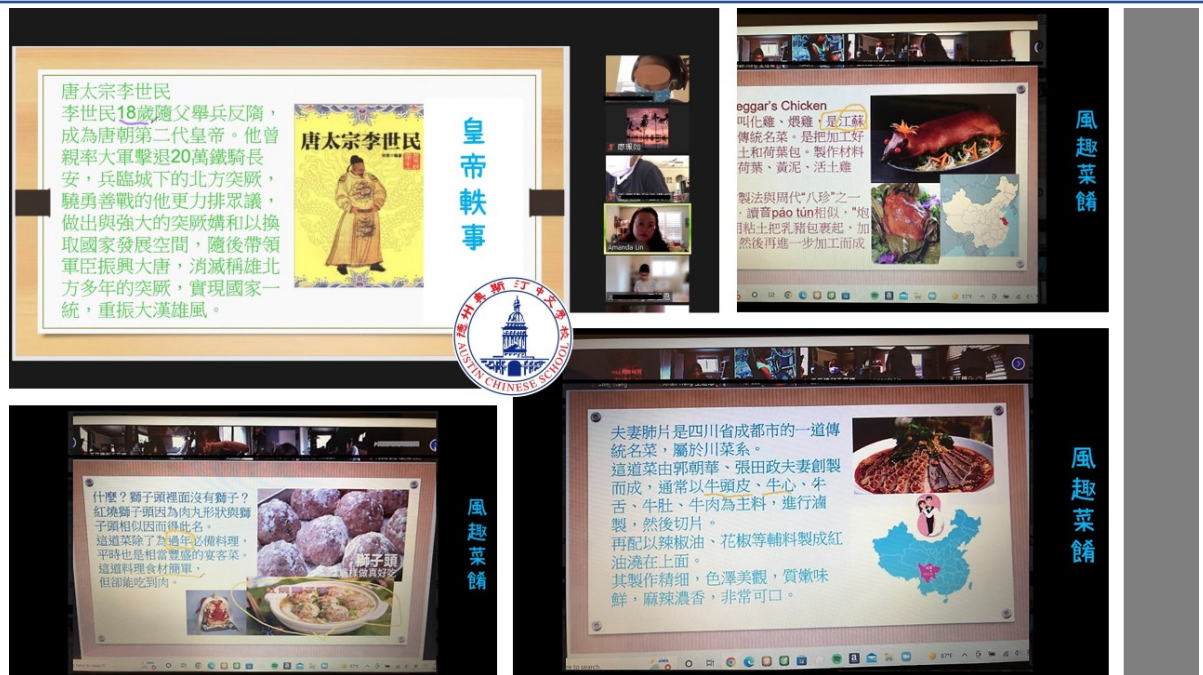 唐太宗李世民
李世民18歲隨父舉兵反隋，
成為唐朝第二代皇帝。他曾
親率大軍擊退20萬鐵騎長
安，兵臨城下的北方突厥，
驍勇善戰的他更力排眾議，
做出與強大的突厥媾和以換
取國家發展空間，隨後帶領
軍臣振興大唐，消滅稱雄北
方多年的突厥，實現國家一
統，重振大漢雄風。
唐太宗李世民
皇帝軼事
Amanda Lin
德州奧斯汀中文學校
AUSTIN CHINESE SCHOOL
eggar's Chicken
叫化雞、煨雞，是江蘇
傳統名菜。是把加工好
土和荷葉包。製作材料
荷葉、黃泥、活土雞
製法與周代"八珍"之一
，讀音páo tún相似，"炮
用粘土把乳豬包裹起，加
然後再進一步加工而成
風趣菜餚
什麼？獅子頭裡面沒有獅子？
紅燒獅子頭因為肉丸形狀與獅
子頭相似因而得此名。
這道菜除了為過年必備料理，
平時也是相當豐盛的宴客菜。
這道料理食材簡單，
但卻能吃到肉。
獅子頭
這樣做真好吃
風趣菜餚
夫妻肺片是四川省成都市的一道傳
統名菜，屬於川菜系。
這道菜由郭朝華、張田政夫妻創製
而成，通常以牛頭皮、牛心、牛
舌、牛肚、牛肉為主料，進行滷
製，然後切片。
再配以辣椒油、花椒等輔料製成紅
油澆在上面。
其製作精細，色澤美觀，質嫩味
鮮，麻辣濃香，非常可口。
風趣菜餚
87°F